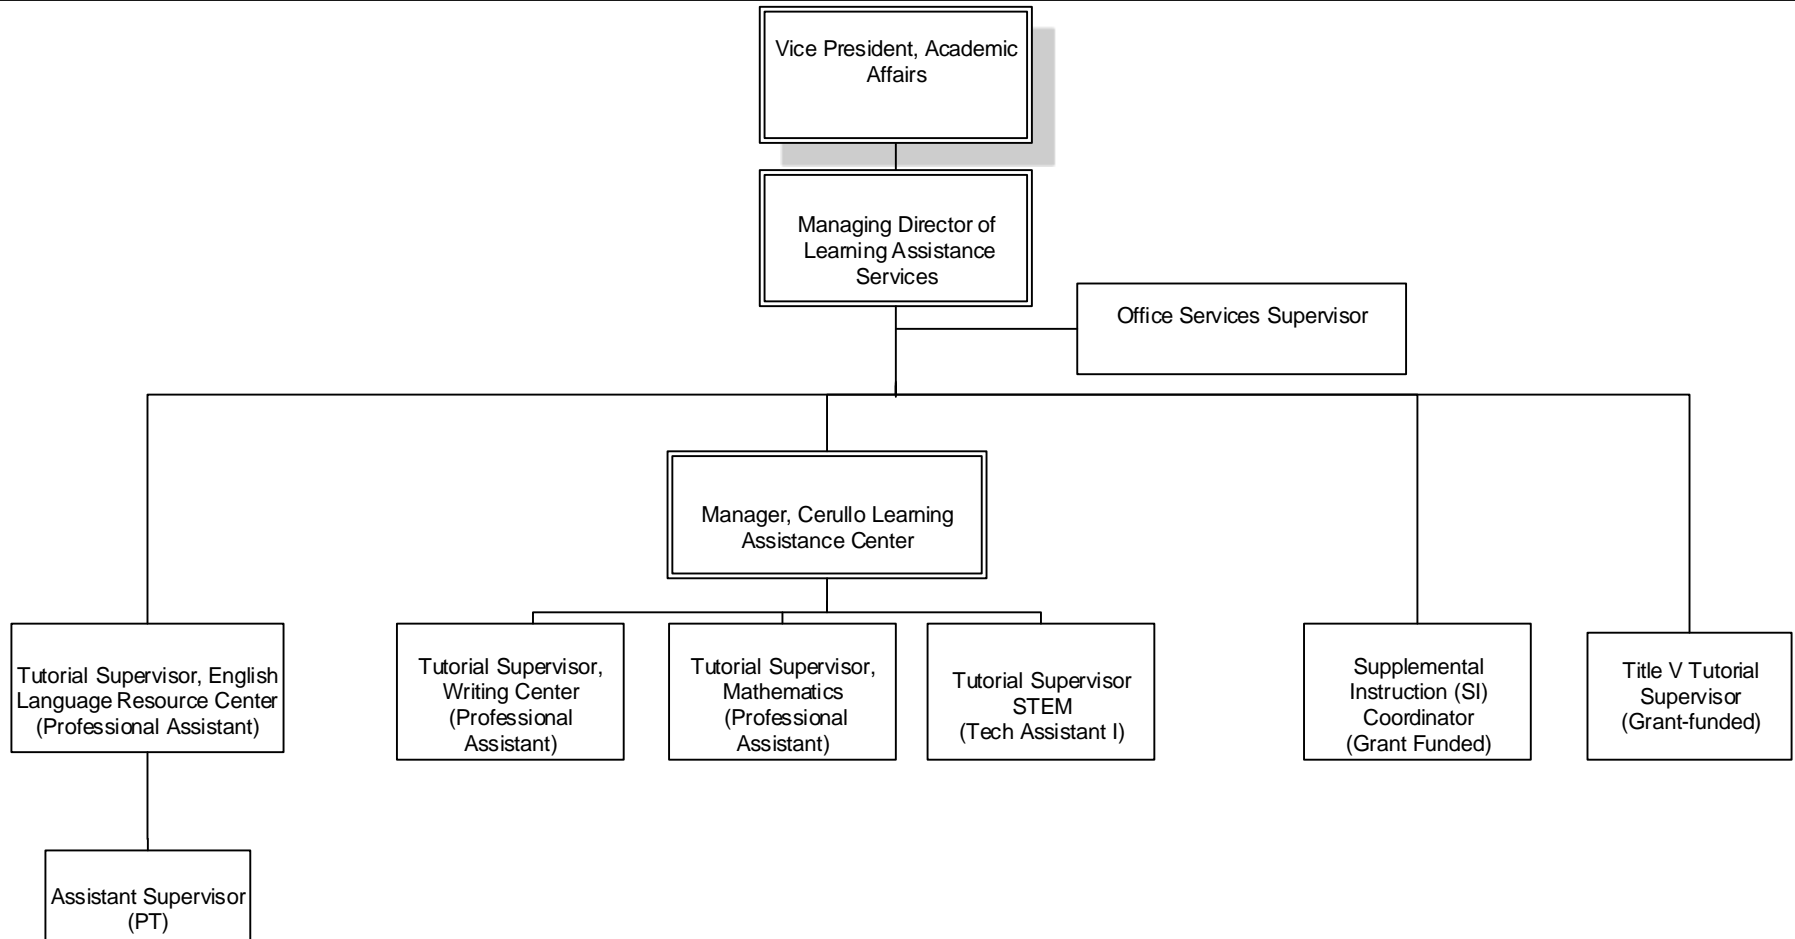 Vice President, Academic
Affairs
Managing Director of
Learning Assistance
Services
Office Services Supervisor
Manager, Cerullo Learning
Assistance Center
Tutorial Supervisor, English
Language Resource Center
(Professional Assistant)
Tutorial Supervisor,
Writing Center
(Professional
Assistant)
Tutorial Supervisor,
Mathematics
(Professional
Assistant)
Tutorial Supervisor
STEM
(Tech Assistant I)
Supplemental
Instruction (SI)
Coordinator
(Grant Funded)
Title V Tutorial
Supervisor
(Grant-funded)
Assistant Supervisor
(PT)